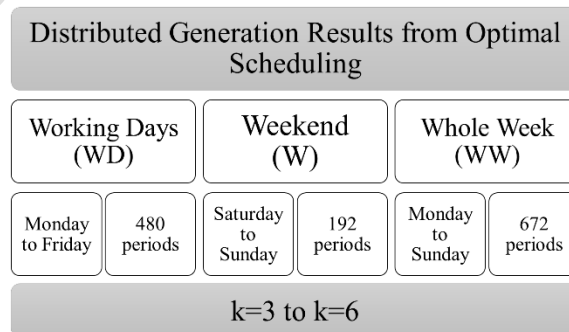 Distributed Generation Results from Optimal
Scheduling
Working Days
(WD)
Weekend
(W)
Whole Week
(WW)
Monday
to Friday
480
periods
Saturday
to
Sunday
192
periods
Monday
to
Sunday
672
periods
k=3 to k=6